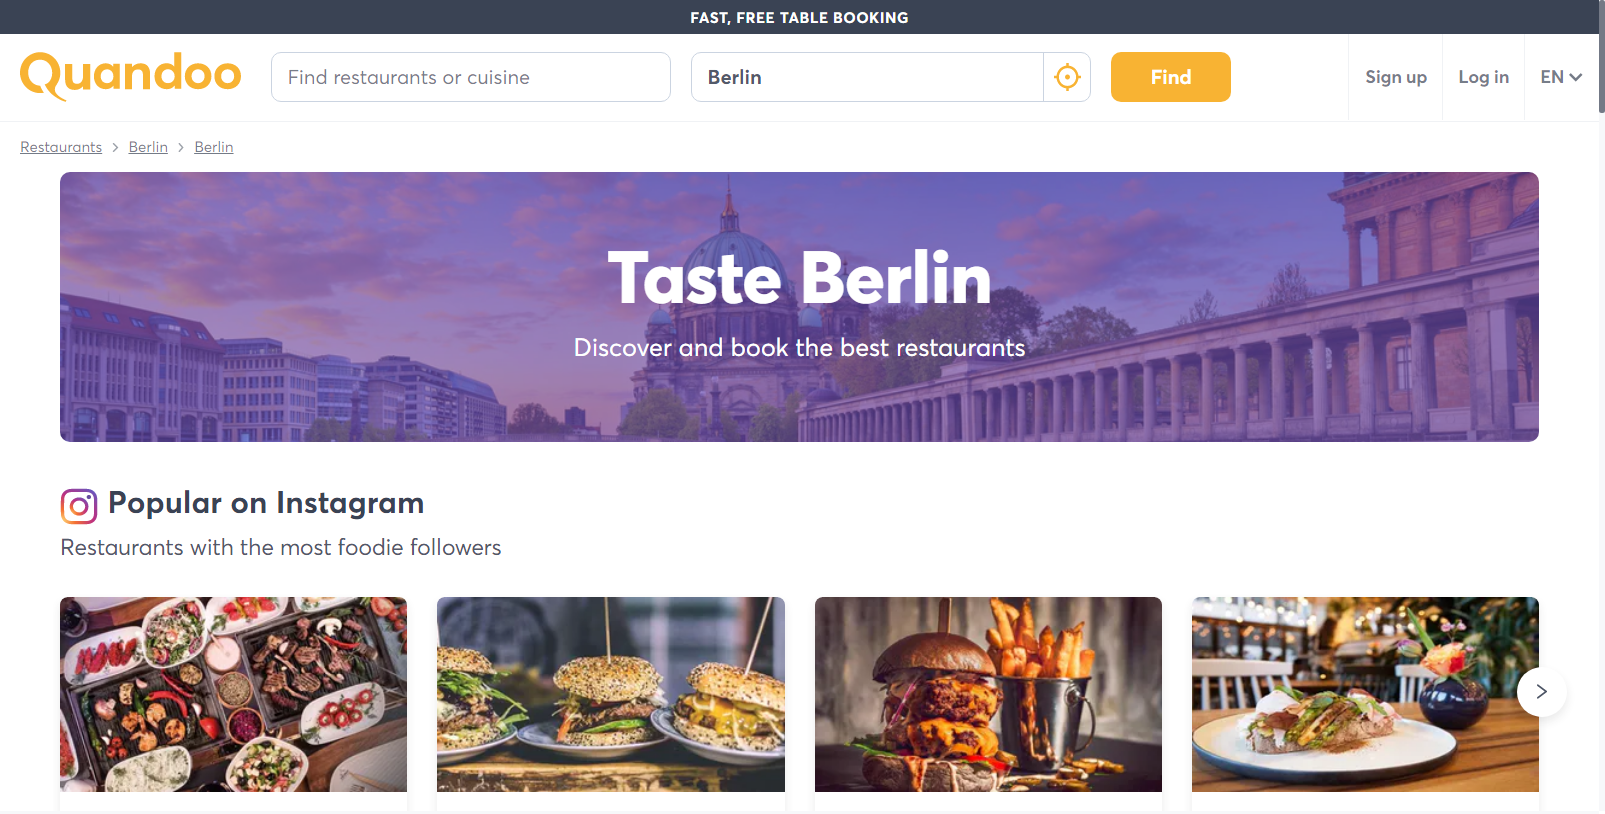 FAST, FREE TABLE BOOKING
Quandoo
Find restaurants or cuisine
Berlin
Find
Sign up
Log in
EN
Restaurants > Berlin > Berlin
Taste Berlin
Discover and book the best restaurants
Popular on Instagram
Restaurants with the most foodie followers